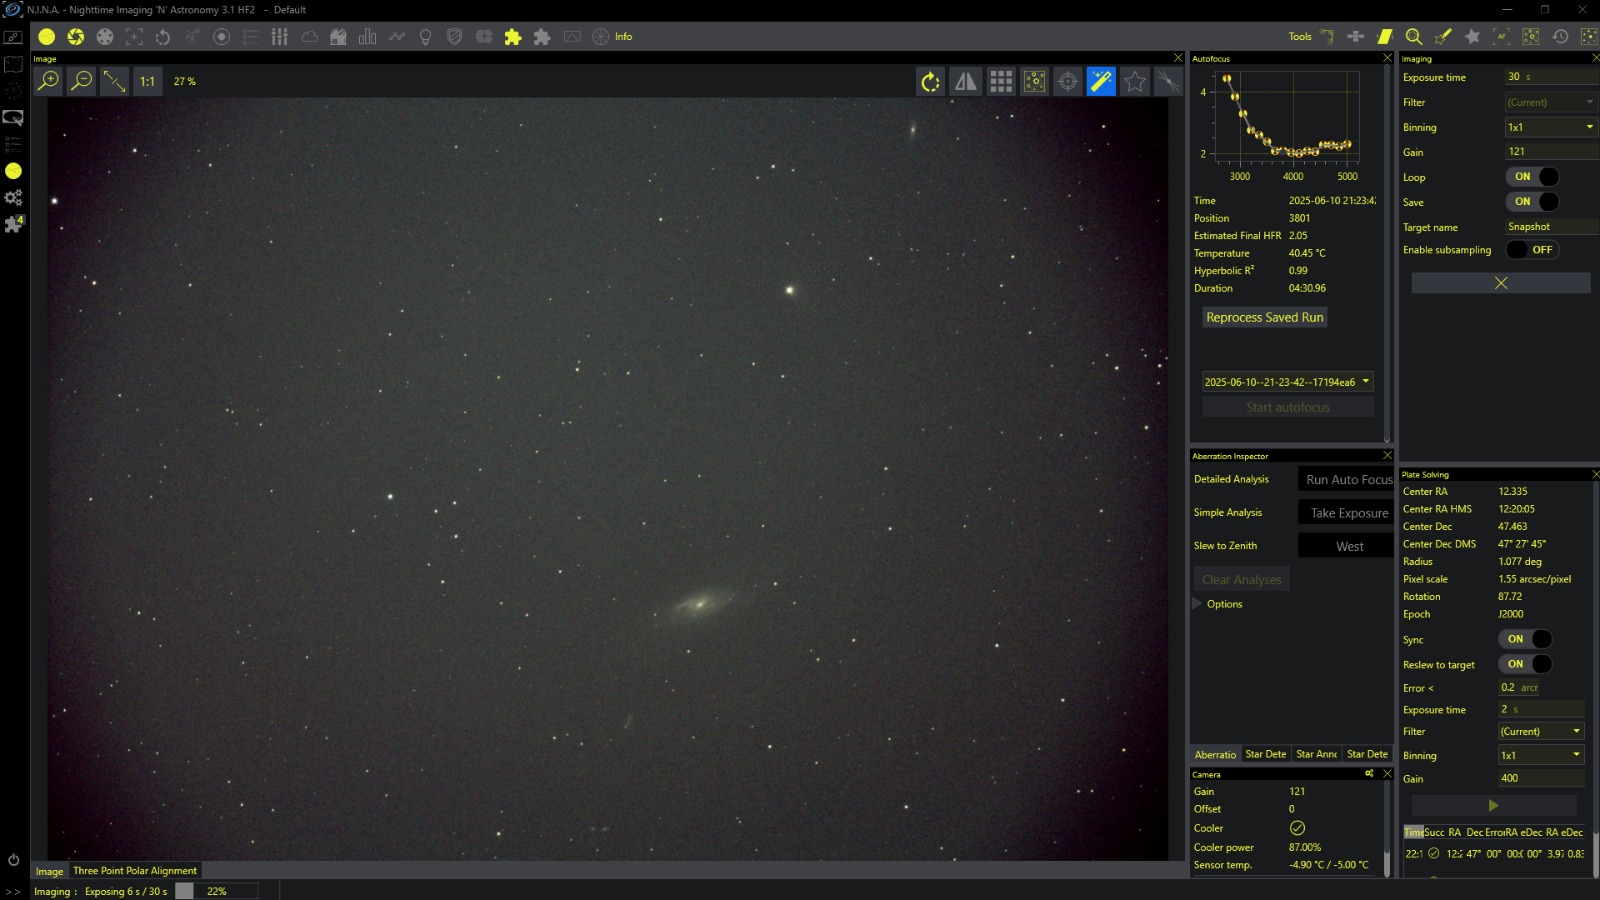 N.I.N.A. - Nighttime Imaging 'N' Astronomy 3.1 HF2 - Default
Info
Tools
Image
1:1
27 %
4
Autofocus
4
2
3000 4000 5000
Time 2025-06-10 21:23:42
Position 3801
Estimated Final HFR 2.05
Temperature 40.45 °C
Hyperbolic R² 0.99
Duration 04:30.96
Reprocess Saved Run
2025-06-10--21-23-42--17194ea6
Start autofocus
Aberration Inspector
Detailed Analysis Run Auto Focus
Simple Analysis Take Exposure
Slew to Zenith West
Clear Analyses
Options
Aberratio Star Dete Star Ann Star Dete
Camera
Gain 121
Offset 0
Cooler
Cooler power 87.00%
Sensor temp. -4.90 °C / -5.00 °C
Imaging
Exposure time 30 s
Filter (Current)
Binning 1x1
Gain 121
Loop ON
Save ON
Target name Snapshot
Enable subsampling OFF
Plate Solving
Center RA 12.335
Center RA HMS 12:20:05
Center Dec 47.463
Center Dec DMS 47° 27' 45"
Radius 1.077 deg
Pixel scale 1.55 arcsec/pixel
Rotation 87.72
Epoch J2000
Sync ON
Reslew to target ON
Error < 0.2 arcr
Exposure time 2 s
Filter (Current)
Binning 1x1
Gain 400
Time Succ RA Dec Error RA eDec RA eDec
22:1 12:2 47° 00° 00:( 00° 3.97 0.83
Image Three Point Polar Alignment
>> Imaging : Exposing 6 s / 30 s 22%